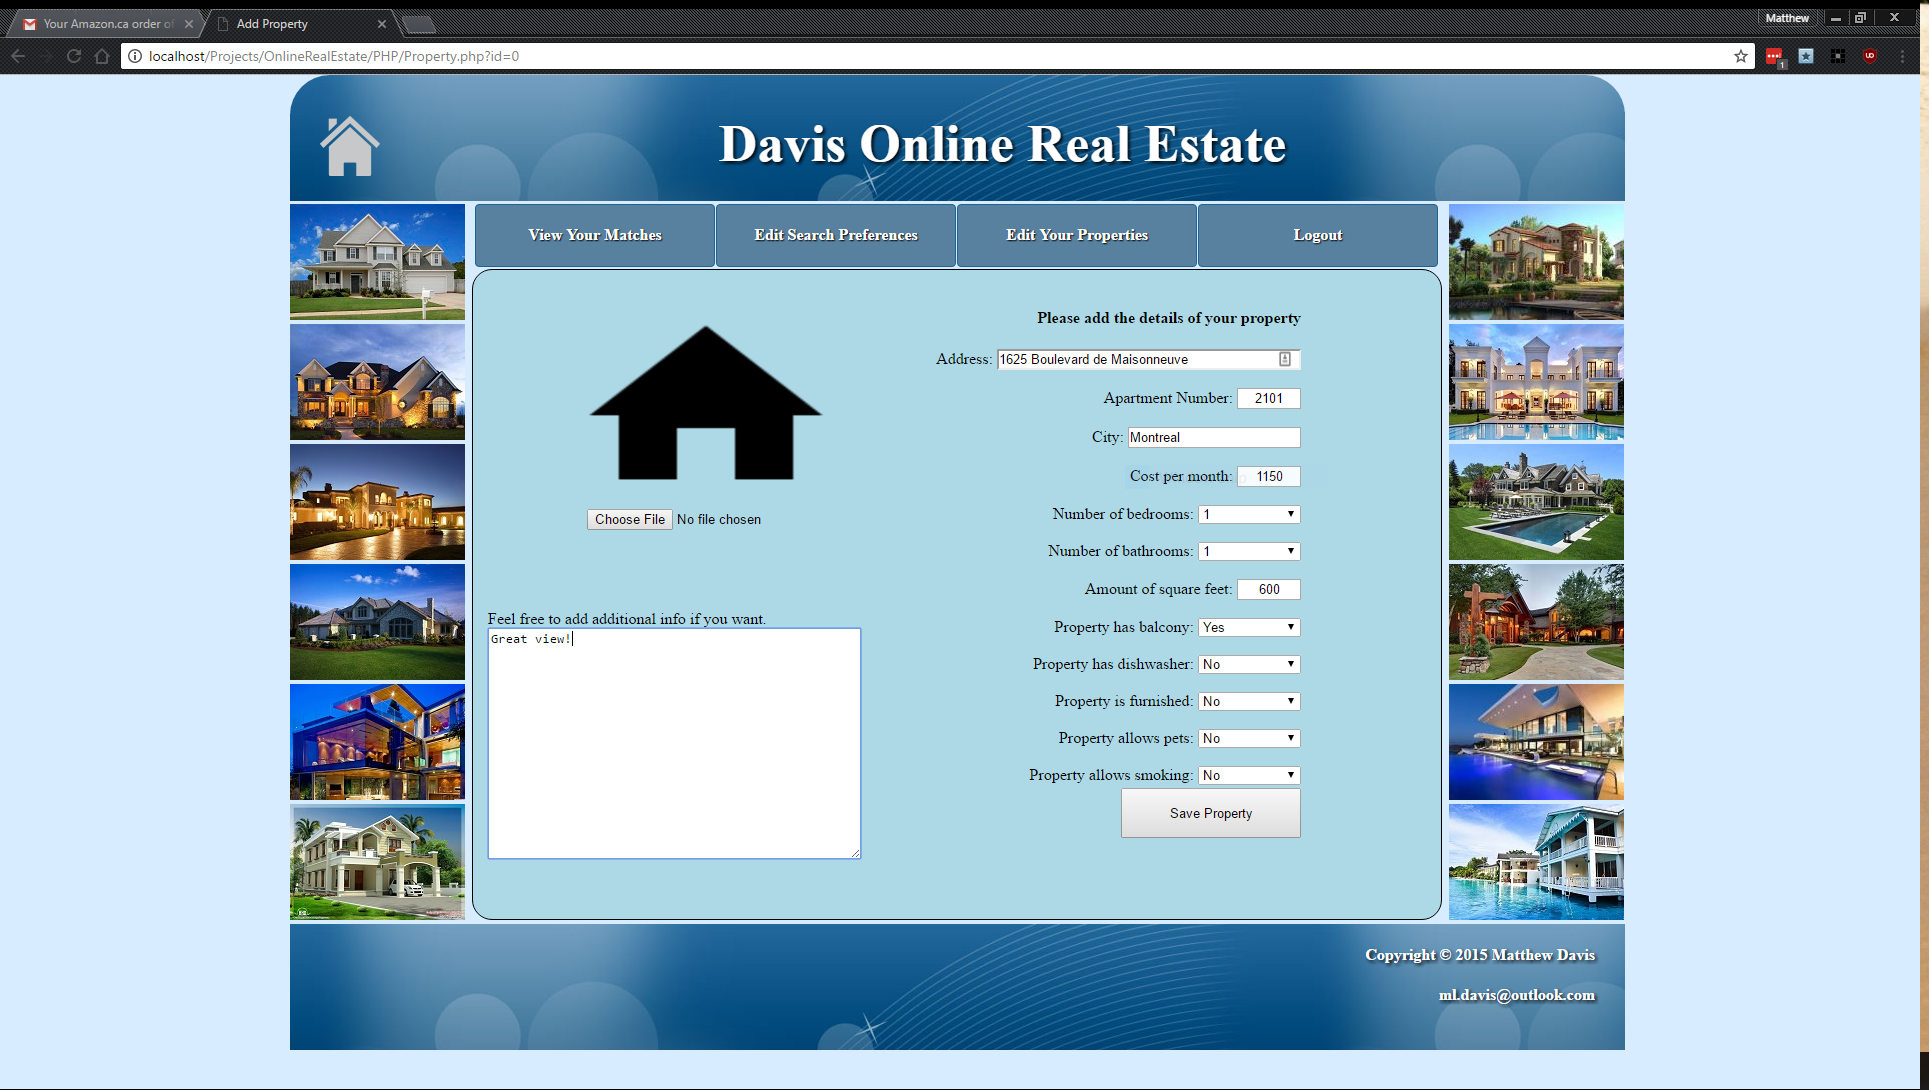 Your Amazon.ca order of
Add Property
Matthew
localhost/Projects/OnlineRealEstate/PHP/Property.php?id=0
1
Davis Online Real Estate
View Your Matches
Edit Search Preferences
Edit Your Properties
Logout
Please add the details of your property
Address: 1625 Boulevard de Maisonneuve
Apartment Number: 2101
City: Montreal
Cost per month: 1150
Choose File No file chosen
Number of bedrooms: 1
Number of bathrooms: 1
Amount of square feet: 600
Feel free to add additional info if you want.
Great view!
Property has balcony: Yes
Property has dishwasher: No
Property is furnished: No
Property allows pets: No
Property allows smoking: No
Save Property
Copyright © 2015 Matthew Davis
ml.davis@outlook.com